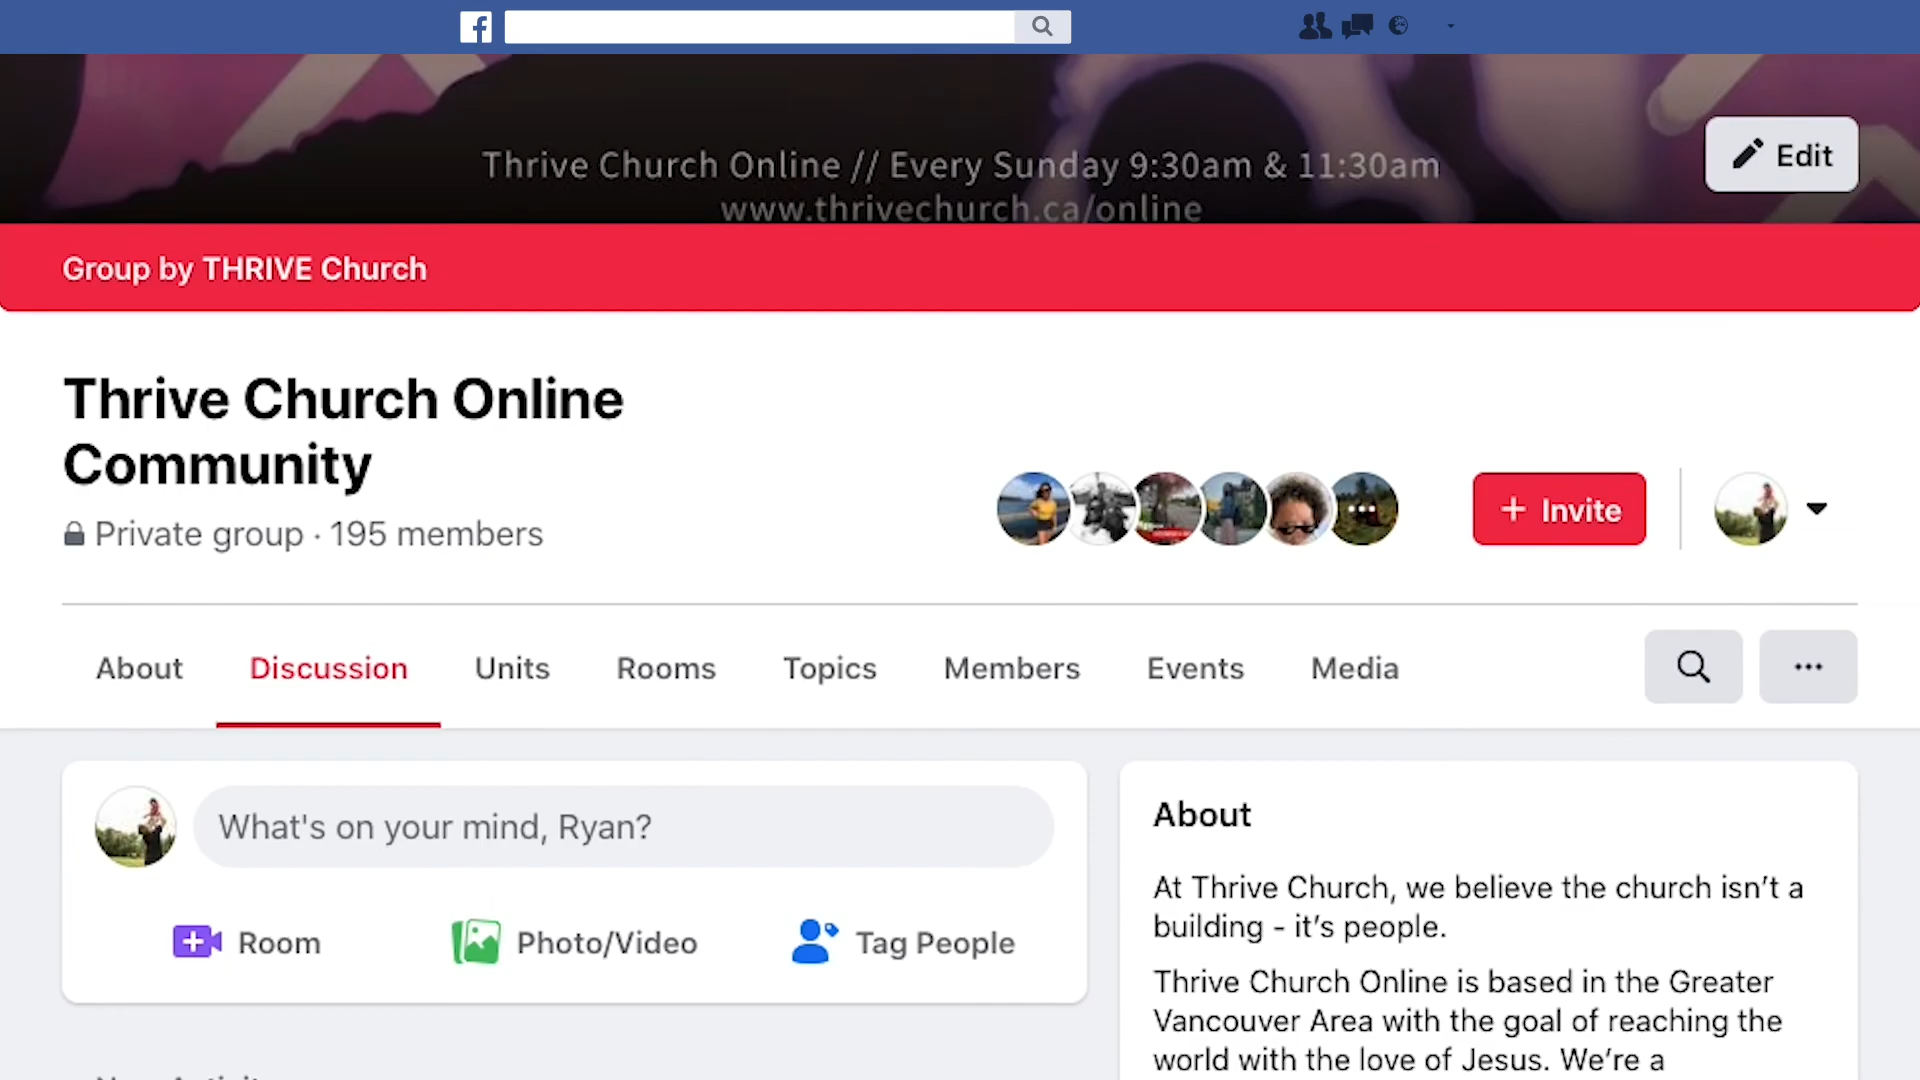 Thrive Church Online // Every Sunday 9:30am & 11:30am
www.thrivechurch.ca/online
Edit
Group by THRIVE Church
Thrive Church Online
Community
Private group · 195 members
+ Invite
About Discussion Units Rooms Topics Members Events Media
What's on your mind, Ryan?
Room Photo/Video Tag People
About
At Thrive Church, we believe the church isn’t a
building - it’s people.
Thrive Church Online is based in the Greater
Vancouver Area with the goal of reaching the
world with the love of Jesus. We’re a